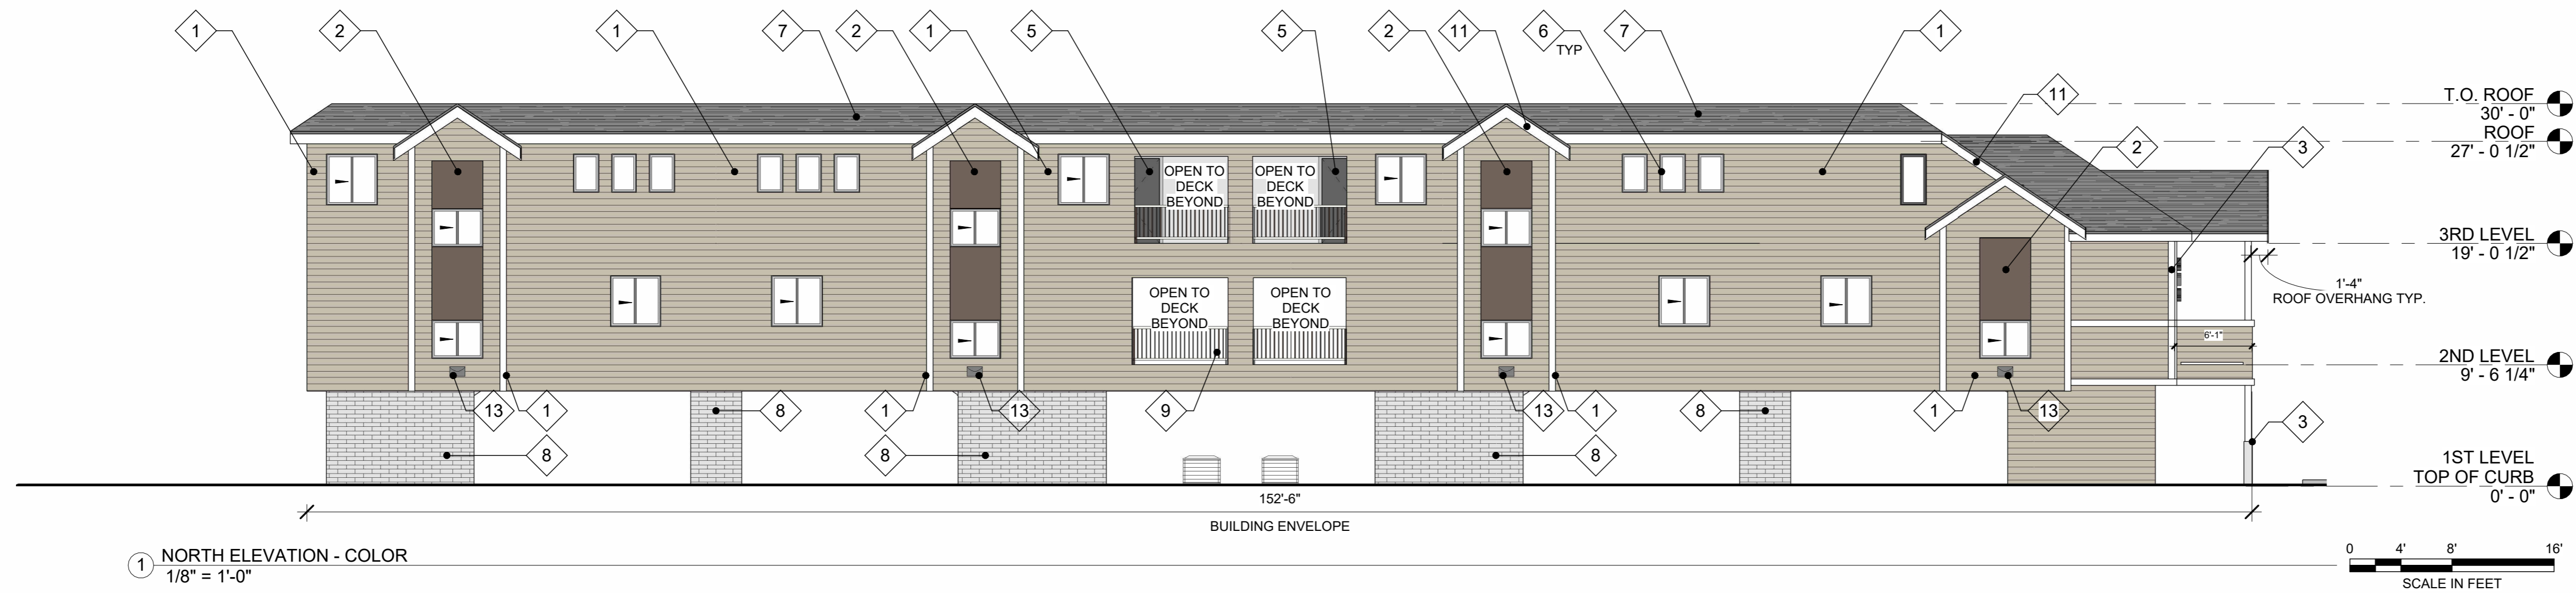 1
2
1
7
2
1
5
5
2
11
6
TYP
7
1
11
2
3
T.O. ROOF
30' - 0"
ROOF
27' - 0 1/2"
OPEN TO
DECK
BEYOND
OPEN TO
DECK
BEYOND
3RD LEVEL
19' - 0 1/2"
1'-4"
ROOF OVERHANG TYP.
OPEN TO
DECK
BEYOND
OPEN TO
DECK
BEYOND
6'-1"
2ND LEVEL
9' - 6 1/4"
13
1
8
1
13
9
13
1
8
1
13
3
8
8
8
1ST LEVEL
TOP OF CURB
0' - 0"
152'-6"
BUILDING ENVELOPE
1
NORTH ELEVATION - COLOR
1/8" = 1'-0"
0 4' 8' 16'
SCALE IN FEET